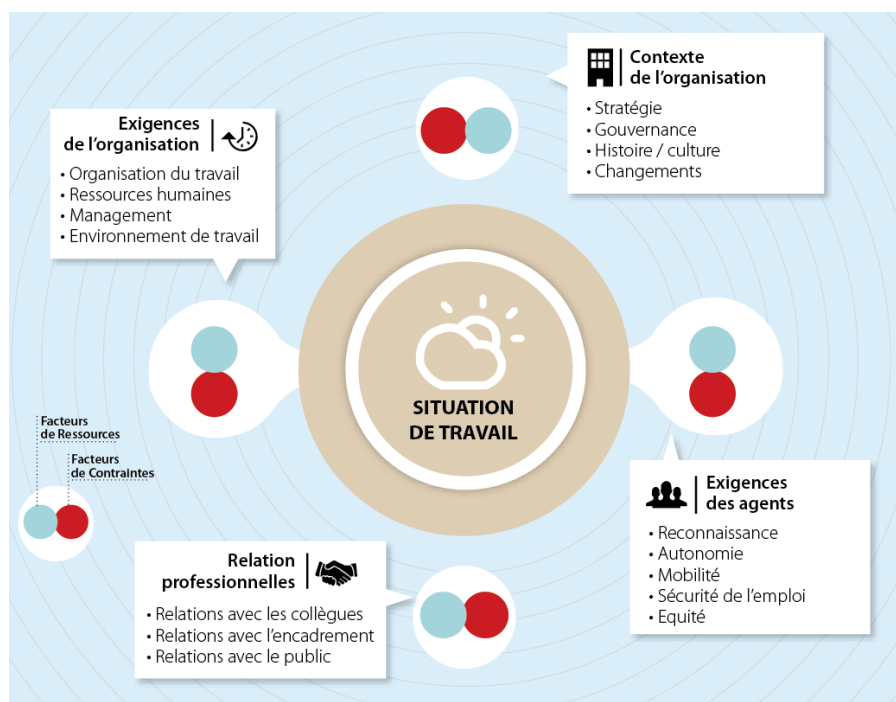 Contexte
de l'organisation
• Stratégie
• Gouvernance
• Histoire / culture
• Changements
Exigences
de l'organisation
• Organisation du travail
• Ressources humaines
• Management
• Environnement de travail
SITUATION
DE TRAVAIL
Facteurs
de Ressources
Facteurs
de Contraintes
Exigences
des agents
• Reconnaissance
• Autonomie
• Mobilité
• Sécurité de l'emploi
• Equité
Relation
professionnelles
• Relations avec les collègues
• Relations avec l'encadrement
• Relations avec le public